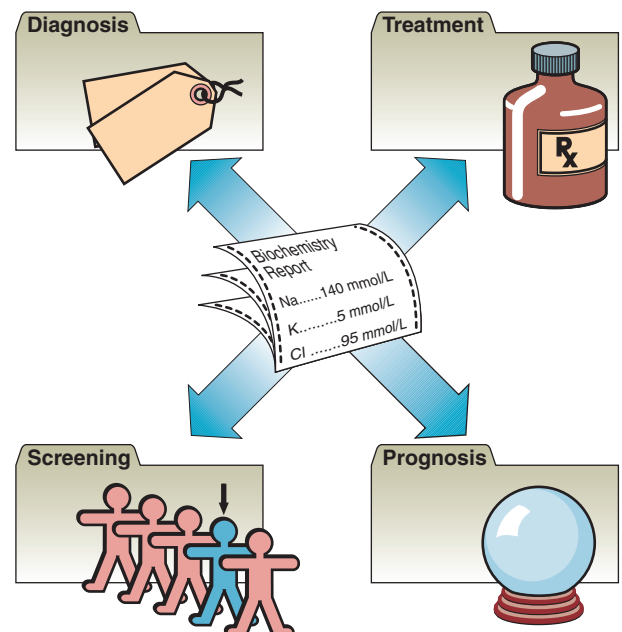 Diagnosis
Treatment
Rx
Biochemistry
Report
Na.....140 mmol/L
K.........5 mmol/L
Cl .......95 mmol/L
Screening
Prognosis